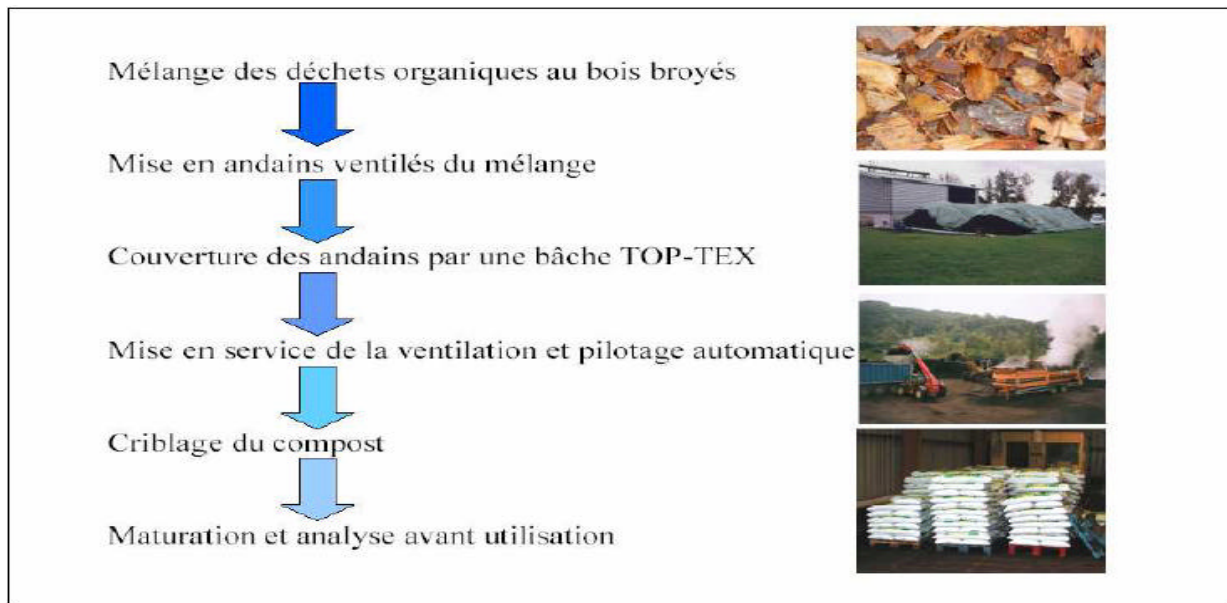 Mélange des déchets organiques au bois broyés
Mise en andains ventilés du mélange
Couverture des andains par une bâche TOP-TEX
Mise en service de la ventilation et pilotage automatique
Criblage du compost
Maturation et analyse avant utilisation